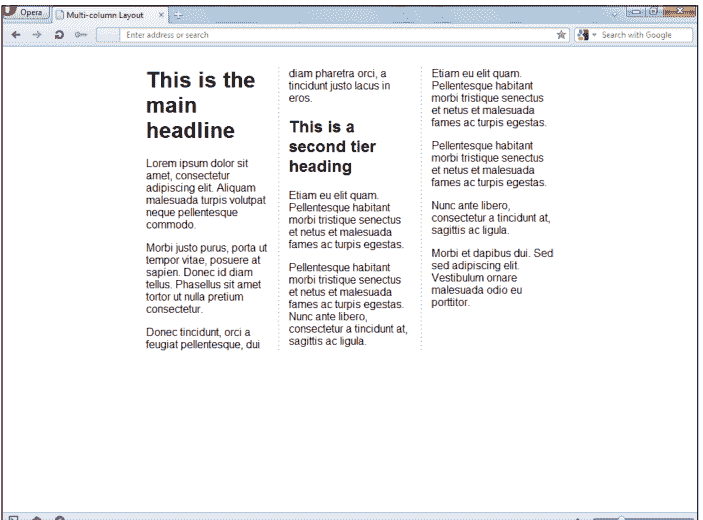 Opera
Multi-column Layout
Enter address or search
Search with Google
This is the
main
headline
Lorem ipsum dolor sit
amet, consectetur
adipiscing elit. Aliquam
malesuada turpis volutpat
neque pellentesque
commodo.
Morbi justo purus, porta ut
tempor vitae, posuere at
sapien. Donec id diam
tellus. Phasellus sit amet
tortor ut nulla pretium
consectetur.
Donec tincidunt, orci a
feugiat pellentesque, dui
diam pharetra orci, a
tincidunt justo lacus in
eros.
This is a
second tier
heading
Etiam eu elit quam.
Pellentesque habitant
morbi tristique senectus
et netus et malesuada
fames ac turpis egestas.
Pellentesque habitant
morbi tristique senectus
et netus et malesuada
fames ac turpis egestas.
Nunc ante libero,
consectetur a tincidunt at,
sagittis ac ligula.
Etiam eu elit quam.
Pellentesque habitant
morbi tristique senectus
et netus et malesuada
fames ac turpis egestas.
Pellentesque habitant
morbi tristique senectus
et netus et malesuada
fames ac turpis egestas.
Nunc ante libero,
consectetur a tincidunt at,
sagittis ac ligula.
Morbi et dapibus dui. Sed
sed adipiscing elit.
Vestibulum ornare
malesuada odio eu
porttitor.